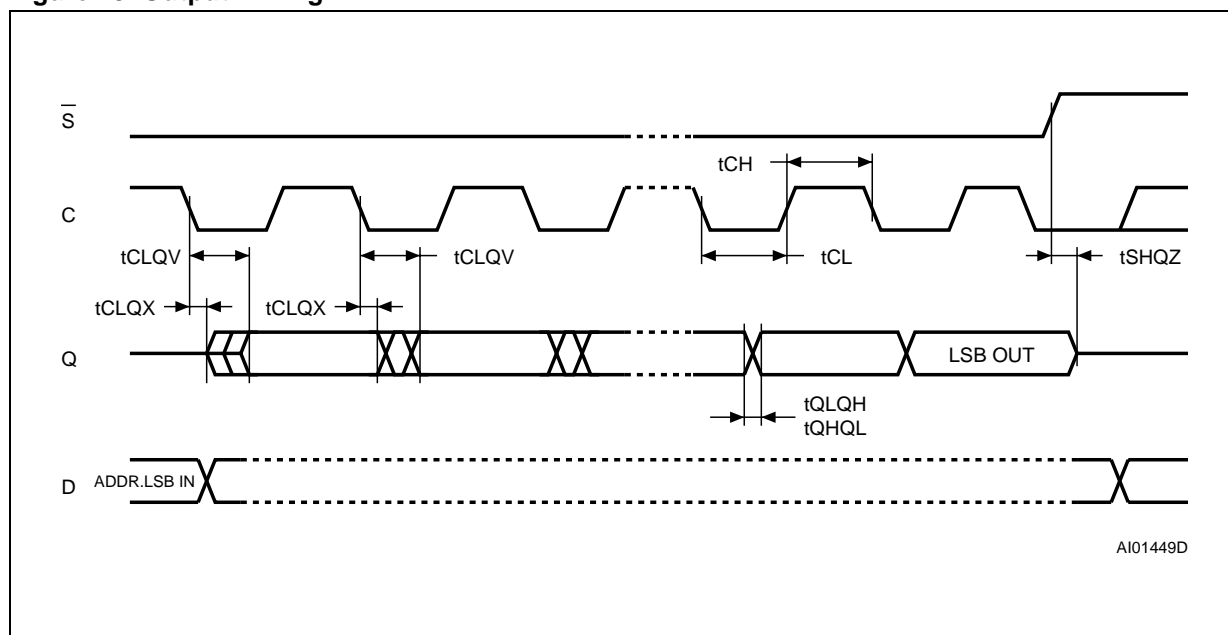 S
tCH
C
tCLQV
tCLQV
tCL
tSHQZ
tCLQX
tCLQX
Q
LSB OUT
tQLQH
tQHQL
D
ADDR.LSB IN
AI01449D